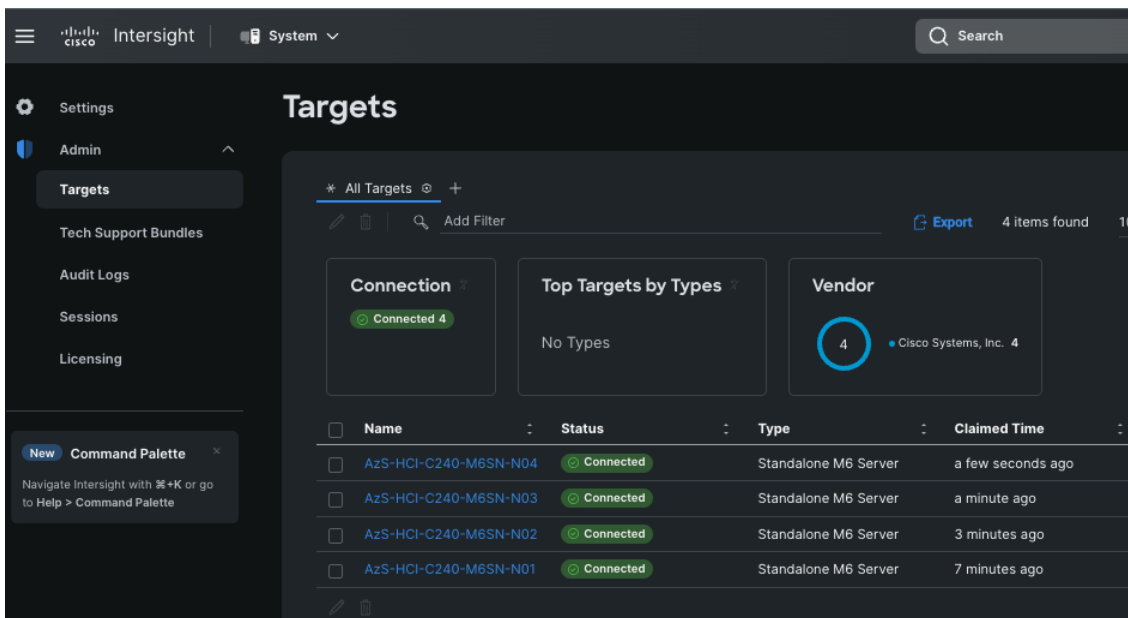 cisco Intersight System Search
Settings
Admin
Targets
Tech Support Bundles
Audit Logs
Sessions
Licensing
New Command Palette ×
Navigate Intersight with ⌘+K or go
to Help > Command Palette
Targets
All Targets
Add Filter Export 4 items found 10
Connection
Connected 4
Top Targets by Types
No Types
Vendor
4 Cisco Systems, Inc. 4
Name Status Type Claimed Time
AzS-HCI-C240-M6SN-N04 Connected Standalone M6 Server a few seconds ago
AzS-HCI-C240-M6SN-N03 Connected Standalone M6 Server a minute ago
AzS-HCI-C240-M6SN-N02 Connected Standalone M6 Server 3 minutes ago
AzS-HCI-C240-M6SN-N01 Connected Standalone M6 Server 7 minutes ago